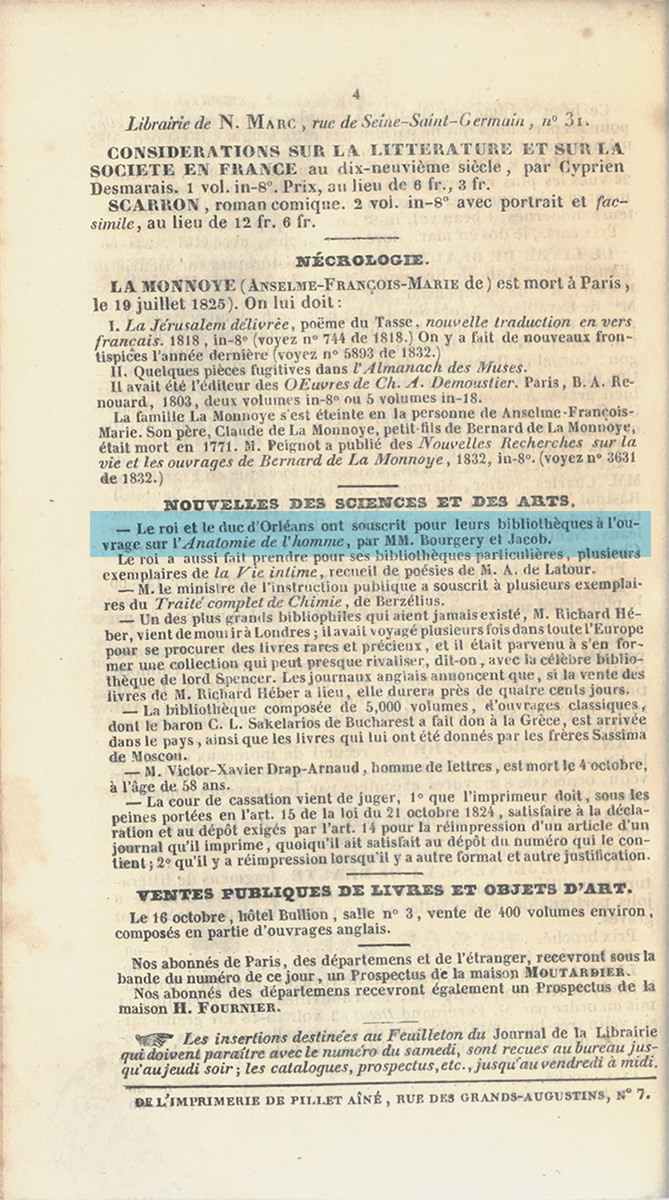 4
Librairie de N. Marc, rue de Seine-Saint-Germain, n° 31.
CONSIDERATIONS SUR LA LITTERATURE ET SUR LA
SOCIETE EN FRANCE au dix-neuvième siècle, par Cyprien
Desmarais. 1 vol. in-8°. Prix, au lieu de 6 fr., 3 fr.
SCARRON, roman comique. 2 vol. in-8° avec portrait et fac-
simile, au lieu de 12 fr. 6 fr.
NÉCROLOGIE.
LA MONNOYE (Anselme-François-Marie de) est mort à Paris,
le 19 juillet 1825). On lui doit :
I. La Jérusalem délivrée, poëme du Tasse, nouvelle traduction en vers
français. 1818, in-8° (voyez n° 744 de 1818.) On y a fait de nouveaux fron-
tispices l'année dernière (voyez n° 5893 de 1832.)
II. Quelques pièces fugitives dans l'Almanach des Muses.
Il avait été l'éditeur des OEuvres de Ch. A. Demoustier. Paris, B. A. Re-
nouard, 1803, deux volumes in-8° ou 5 volumes in-18.
La famille La Monnoye s'est éteinte en la personne de Anselme-François-
Marie. Son père, Claude de La Monnoye, petit-fils de Bernard de La Monnoye,
était mort en 1771. M. Peignot a publié des Nouvelles Recherches sur la
vie et les ouvrages de Bernard de La Monnoye, 1832, in-8°. (voyez n° 3631
de 1832.)
NOUVELLES DES SCIENCES ET DES ARTS.
— Le roi et le duc d'Orléans ont souscrit pour leurs bibliothèques à l'ou-
vrage sur l'Anatomie de l'homme, par MM. Bourgery et Jacob.
Le roi a aussi fait prendre pour ses bibliothèques particulières, plusieurs
exemplaires de la Vie intime, recueil de poésies de M. A. de Latour.
— M. le ministre de l'instruction publique a souscrit à plusieurs exemplai-
res du Traité complet de Chimie, de Berzélius.
— Un des plus grands bibliophiles qui aient jamais existé, M. Richard Hé-
ber, vient de mourir à Londres ; il avait voyagé plusieurs fois dans toute l'Europe
pour se procurer des livres rares et précieux, et il était parvenu à s'en for-
mer une collection qui peut presque rivaliser, dit-on, avec la célèbre biblio-
thèque de lord Spencer. Les journaux anglais annoncent que, si la vente des
livres de M. Richard Héber a lieu, elle durera près de quatre cents jours.
— La bibliothèque composée de 5,000 volumes, d'ouvrages classiques,
dont le baron C. L. Sakelarios de Bucharest a fait don à la Grèce, est arrivée
dans le pays, ainsi que les livres qui lui ont été donnés par les frères Sassima
de Moscou.
— M. Victor-Xavier Drap-Arnaud, homme de lettres, est mort le 4 octobre,
à l'âge de 58 ans.
— La cour de cassation vient de juger, 1° que l'imprimeur doit, sous les
peines portées en l'art. 15 de la loi du 21 octobre 1824, satisfaire à la décla-
ration et au dépôt exigés par l'art. 14 pour la réimpression d'un article d'un
journal qu'il imprime, quoiqu'il ait satisfait au dépôt du numéro qui le con-
tient ; 2° qu'il y a réimpression lorsqu'il y a autre format et autre justification.
VENTES PUBLIQUES DE LIVRES ET OBJETS D'ART.
Le 16 octobre, hôtel Bullion, salle n° 3, vente de 400 volumes environ,
composés en partie d'ouvrages anglais.
Nos abonnés de Paris, des départemens et de l'étranger, recevront sous la
bande du numéro de ce jour, un Prospectus de la maison Moutardier.
Nos abonnés des départemens recevront également un Prospectus de la
maison H. Fournier.
Les insertions destinées au Feuilleton du Journal de la Librairie
qui doivent paraître avec le numéro du samedi, sont recues au bureau jus-
qu'au jeudi soir ; les catalogues, prospectus, etc., jusqu'au vendredi à midi.
DE L'IMPRIMERIE DE PILLET AÎNÉ, RUE DES GRANDS-AUGUSTINS, N° 7.